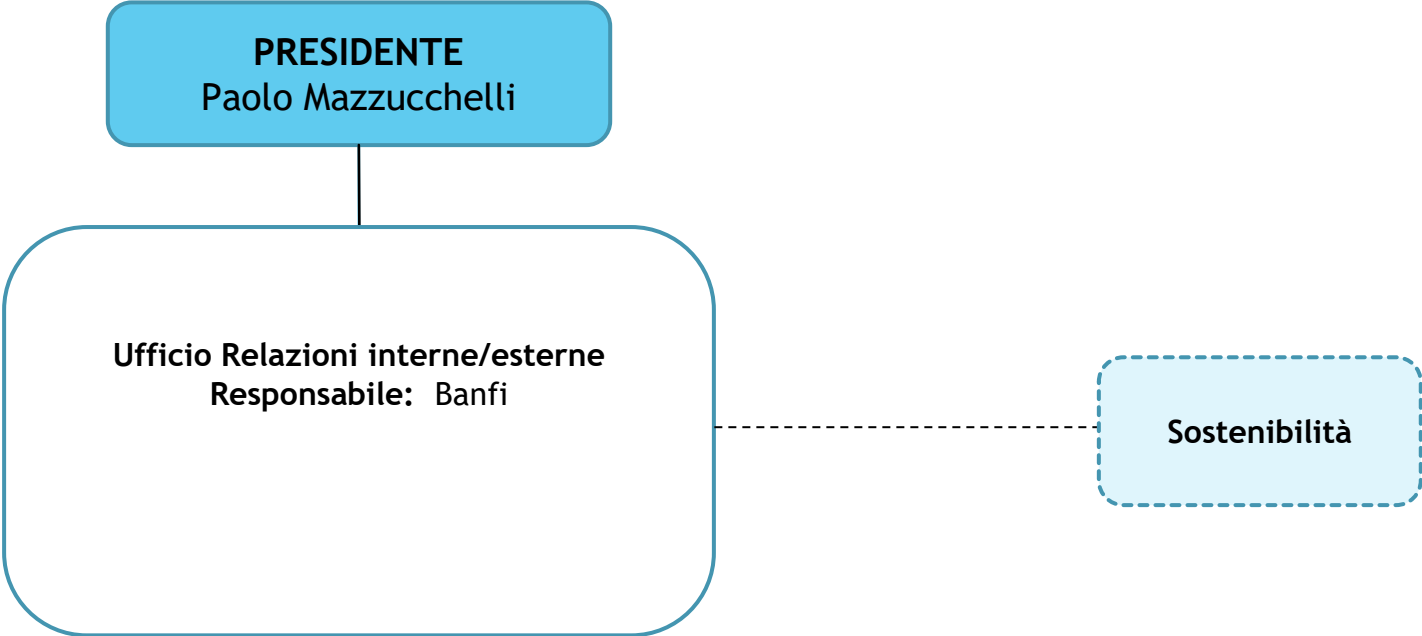 PRESIDENTE
Paolo Mazzucchelli
Ufficio Relazioni interne/esterne
Responsabile: Banfi
Sostenibilità